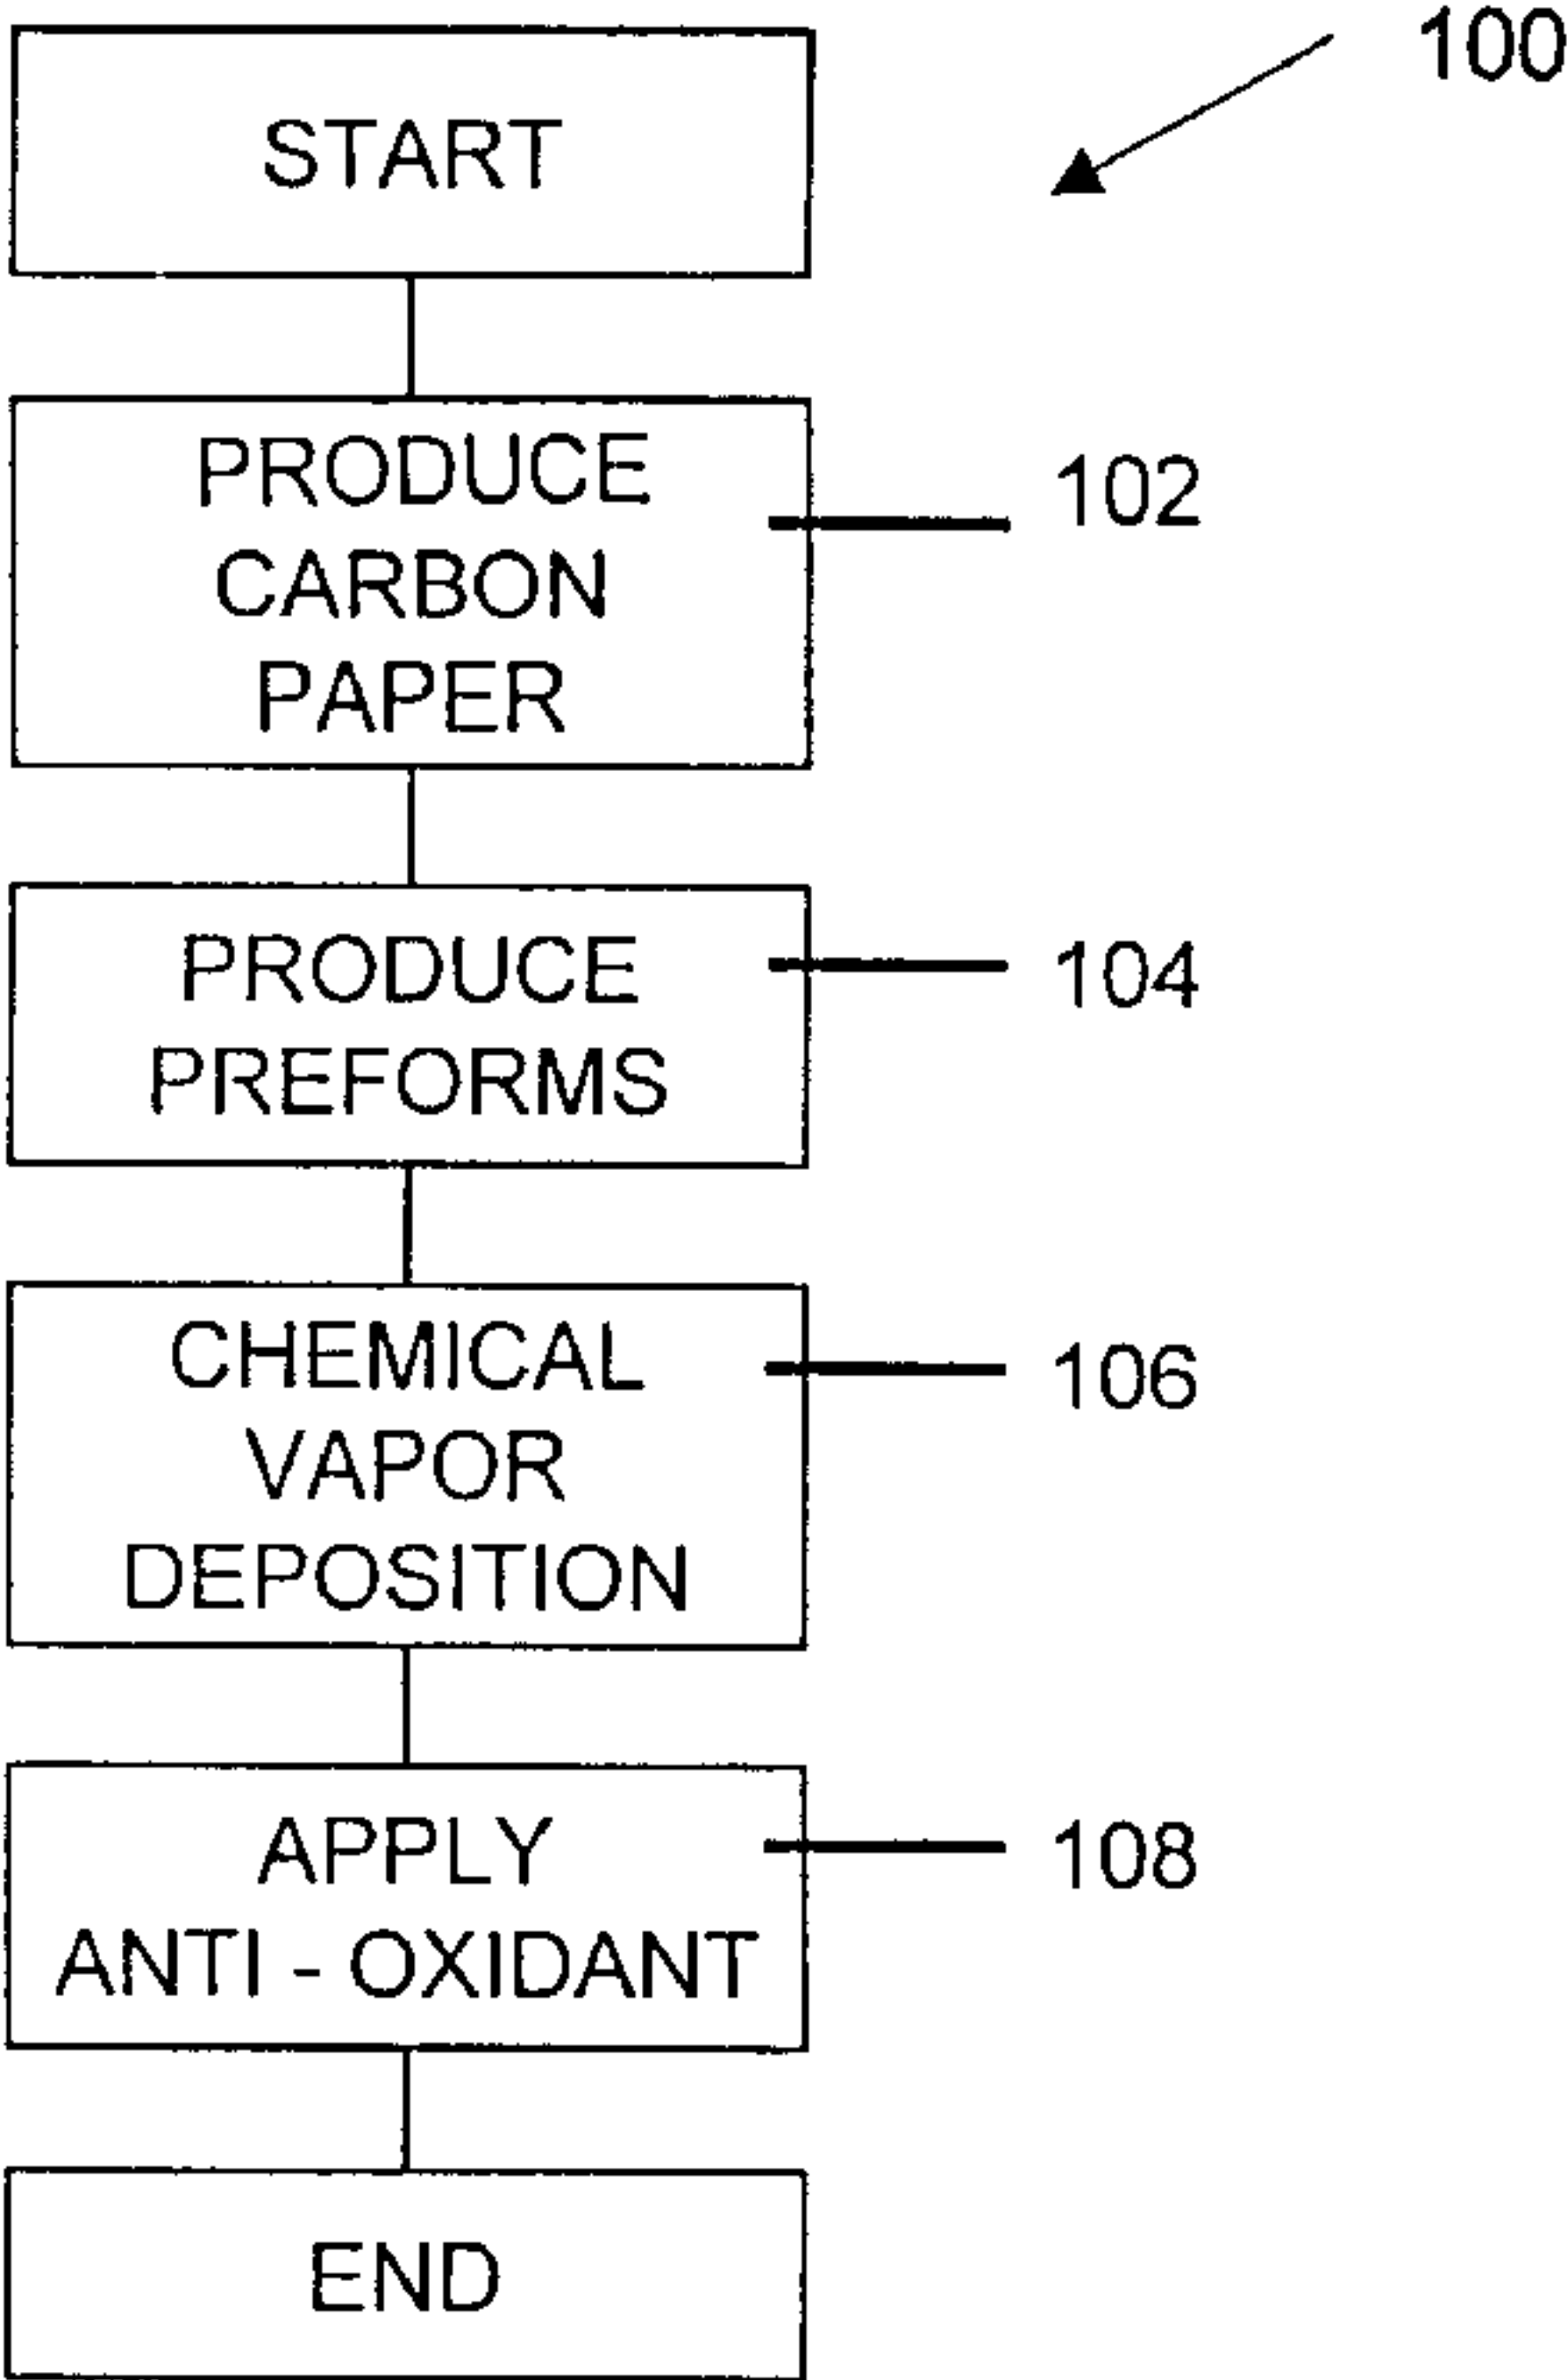 START
100
PRODUCE
CARBON
PAPER
102
PRODUCE
PREFORMS
104
CHEMICAL
VAPOR
DEPOSITION
106
APPLY
ANTI - OXIDANT
108
END